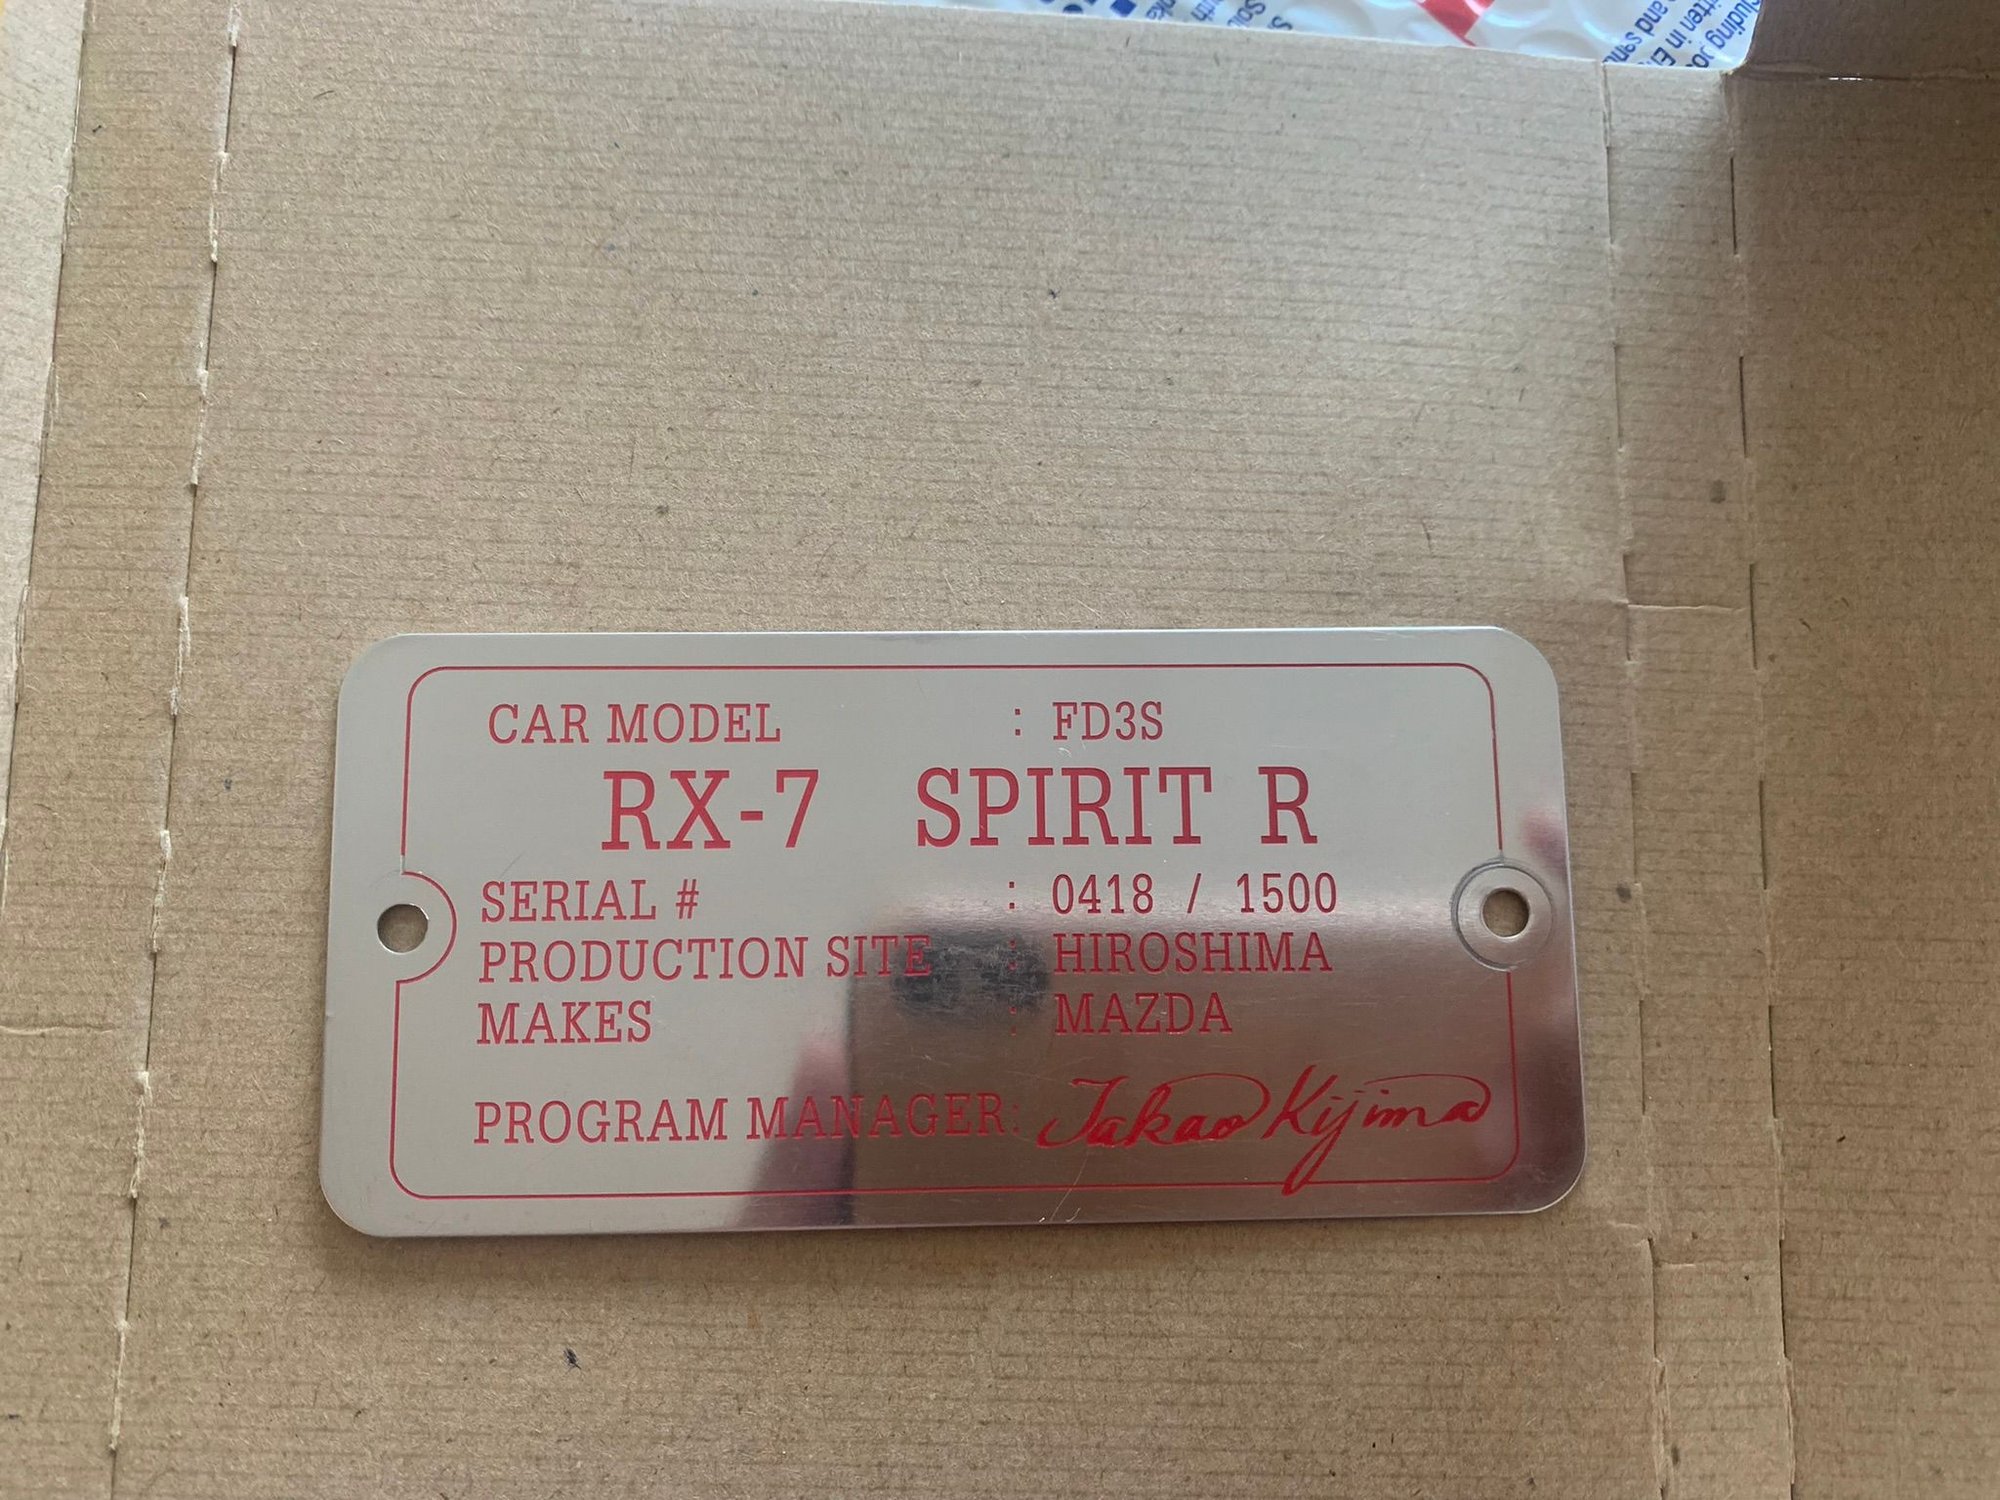 CAR MODEL : FD3S
RX-7 SPIRIT R
SERIAL # : 0418 / 1500
PRODUCTION SITE : HIROSHIMA
MAKES : MAZDA
PROGRAM MANAGER: Takao Kijima